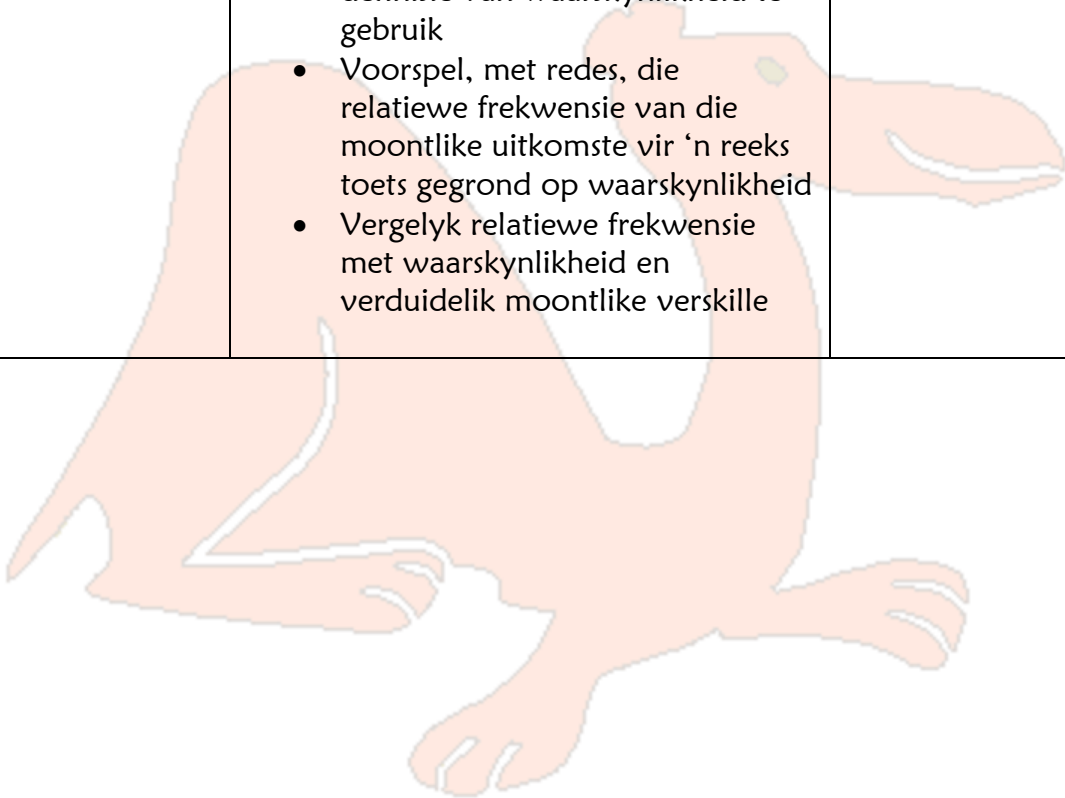 gebruik
• Voorspel, met redes, die
relatiewe frekwensie van die
moontlike uitkomste vir ‘n reeks
toets gegrond op waarskynlikheid
• Vergelyk relatiewe frekwensie
met waarskynlikheid en
verduidelik moontlike verskille